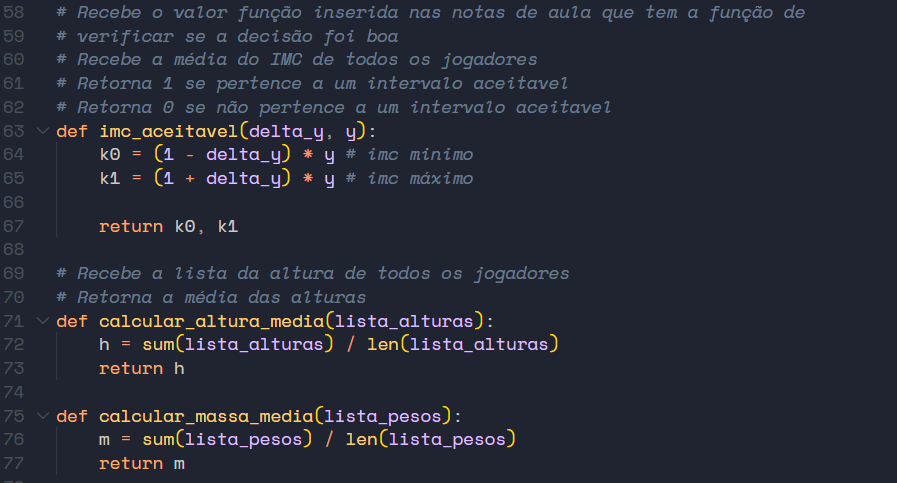 58 # Recebe o valor função inserida nas notas de aula que tem a função de
59 # verificar se a decisão foi boa
60 # Recebe a média do IMC de todos os jogadores
61 # Retorna 1 se pertence a um intervalo aceitavel
62 # Retorna 0 se não pertence a um intervalo aceitavel
63 def imc_aceitavel(delta_y, y):
64 k0 = (1 - delta_y) * y # imc minimo
65 k1 = (1 + delta_y) * y # imc máximo
66
67 return k0, k1
68
69 # Recebe a lista da altura de todos os jogadores
70 # Retorna a média das alturas
71 def calcular_altura_media(lista_alturas):
72 h = sum(lista_alturas) / len(lista_alturas)
73 return h
74
75 def calcular_massa_media(lista_pesos):
76 m = sum(lista_pesos) / len(lista_pesos)
77 return m